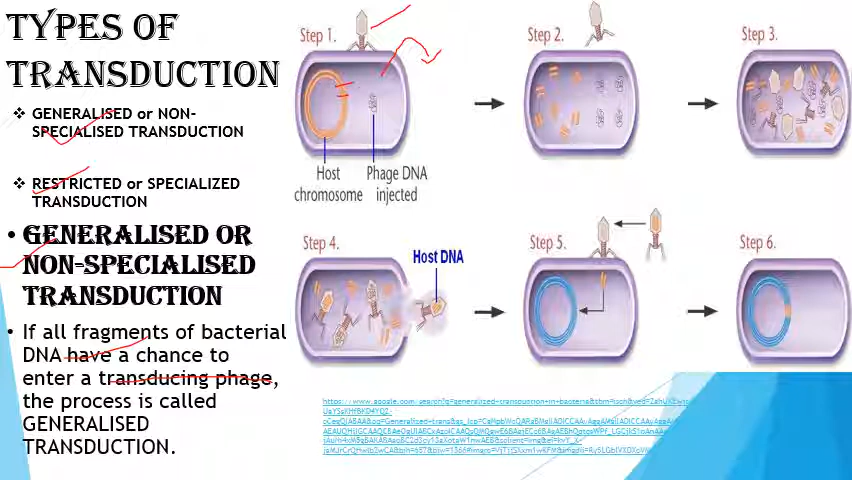 TYPES OF
TRANSDUCTION
❖ GENERALISED or NON-
SPECIALISED TRANSDUCTION
❖ RESTRICTED or SPECIALIZED
TRANSDUCTION
• GENERALISED OR
NON-SPECIALISED
TRANSDUCTION
• If all fragments of bacterial
DNA have a chance to
enter a transducing phage,
the process is called
GENERALISED
TRANSDUCTION.
Step 1.
Host
chromosome
Phage DNA
injected
Step 2.
Step 3.
Step 4.
Host DNA
Step 5.
Step 6.